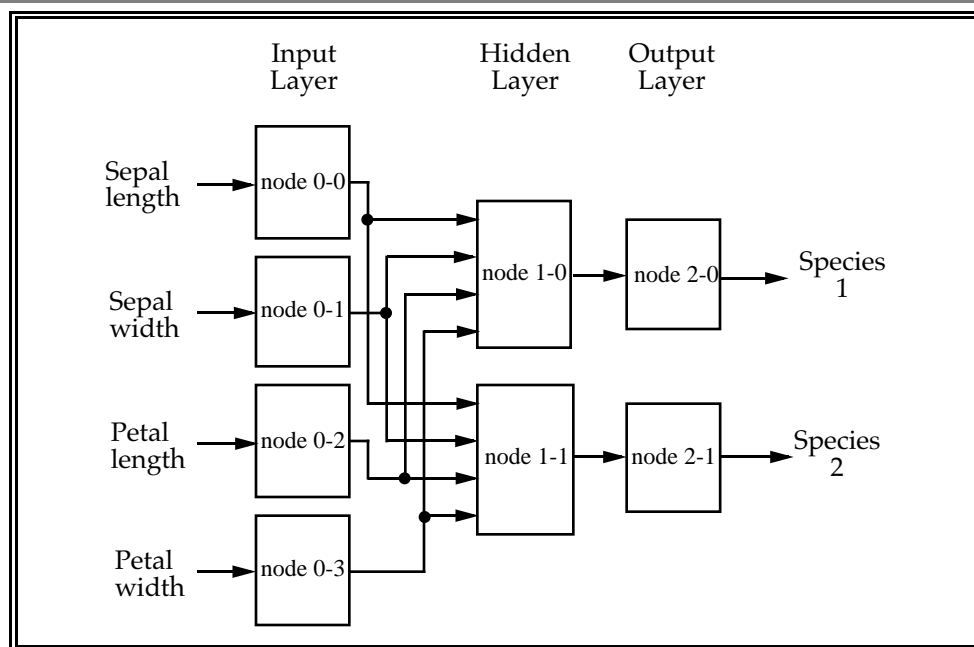 Input
Layer
Hidden
Layer
Output
Layer
Sepal
length
node 0-0
Sepal
width
node 0-1
Petal
length
node 0-2
Petal
width
node 0-3
node 1-0
node 1-1
node 2-0
node 2-1
Species
1
Species
2